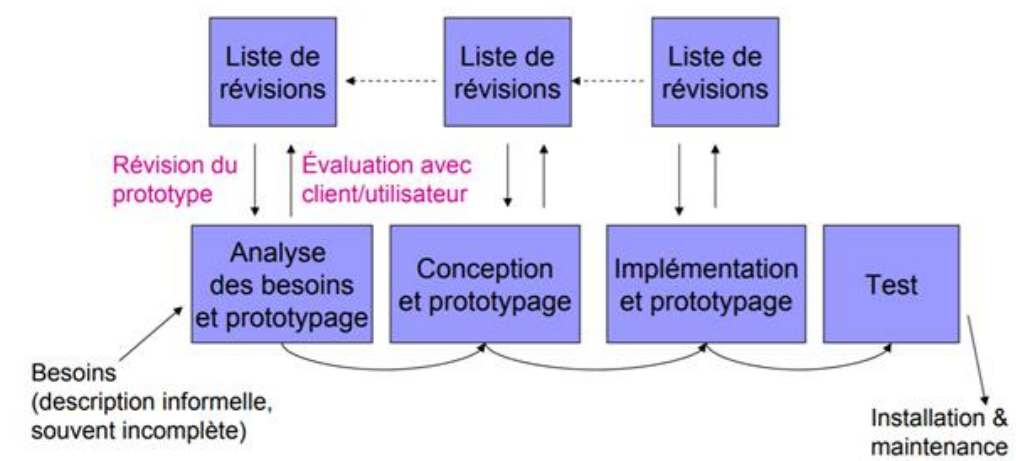 Liste de
révisions
Liste de
révisions
Liste de
révisions
Révision du
prototype
Évaluation avec
client/utilisateur
Analyse
des besoins
et prototypage
Conception
et prototypage
Implémentation
et prototypage
Test
Besoins
(description informelle,
souvent incomplète)
Installation &
maintenance